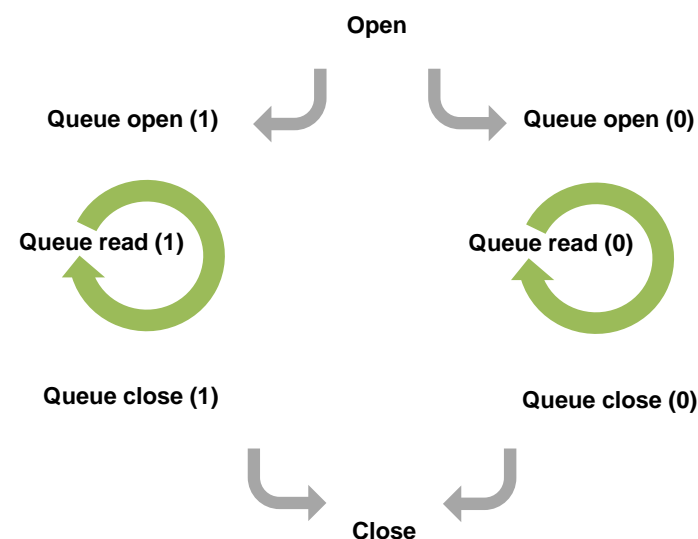 Open
Queue open (1)
Queue open (0)
Queue read (1)
Queue read (0)
Queue close (1)
Queue close (0)
Close